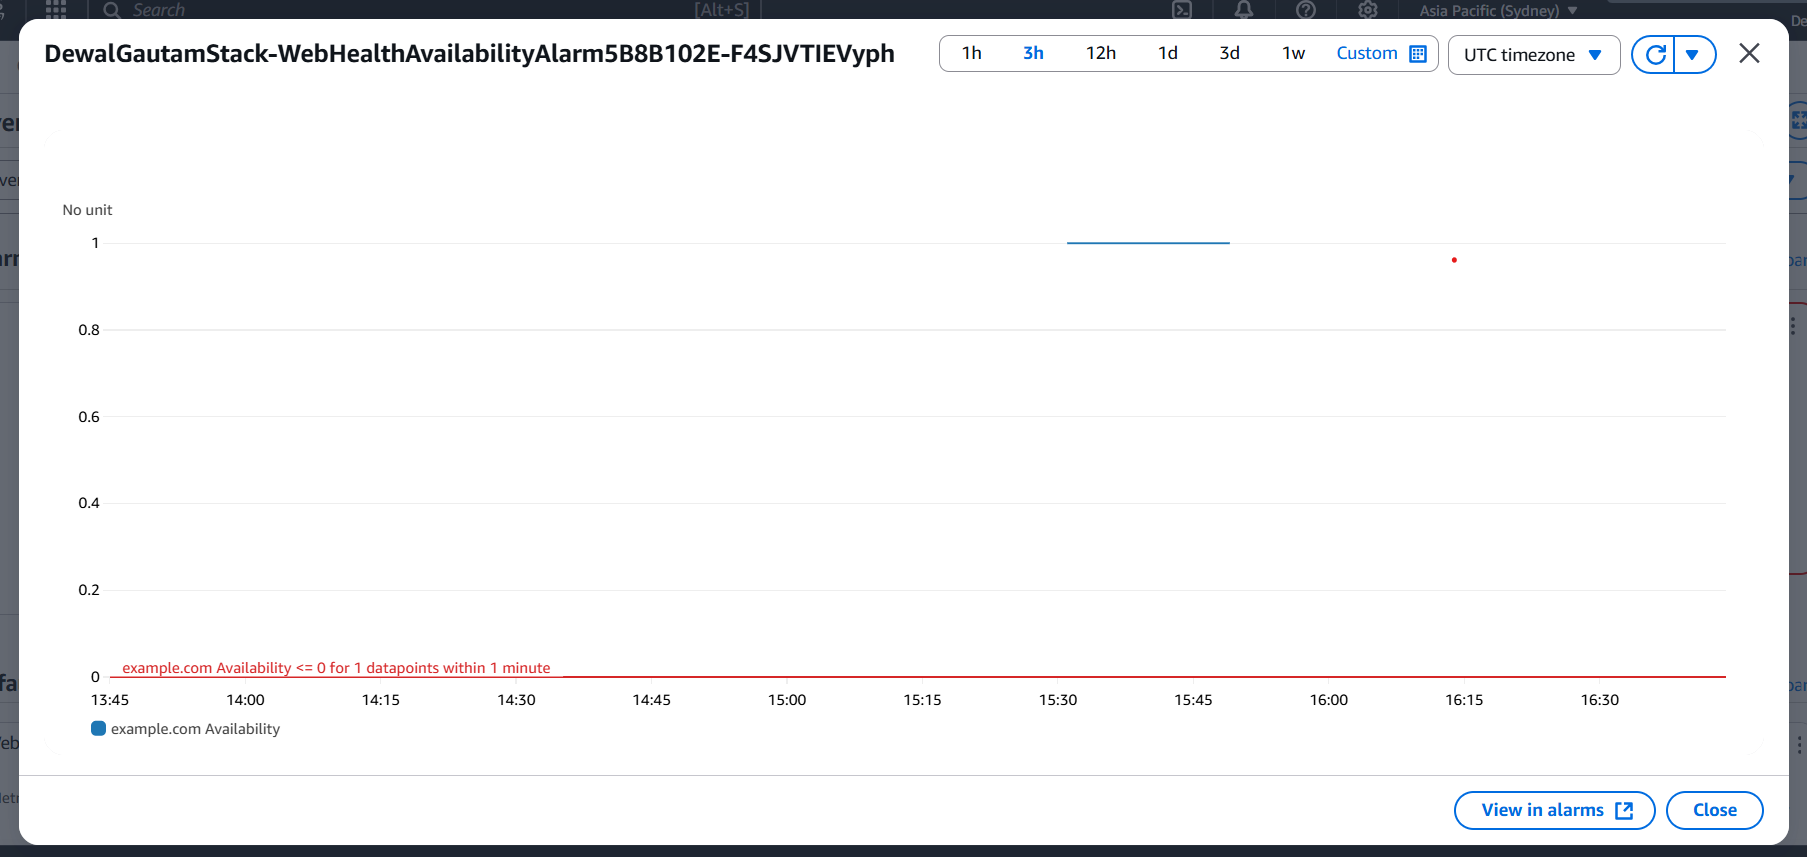 Search
[Alt+S]
Asia Pacific (Sydney)
DewalGautamStack-WebHealthAvailabilityAlarm5B8B102E-F4SJVTIEVyph
1h 3h 12h 1d 3d 1w Custom
UTC timezone
No unit
1
0.8
0.6
0.4
0.2
0
example.com Availability <= 0 for 1 datapoints within 1 minute
13:45 14:00 14:15 14:30 14:45 15:00 15:15 15:30 15:45 16:00 16:15 16:30
example.com Availability
View in alarms
Close